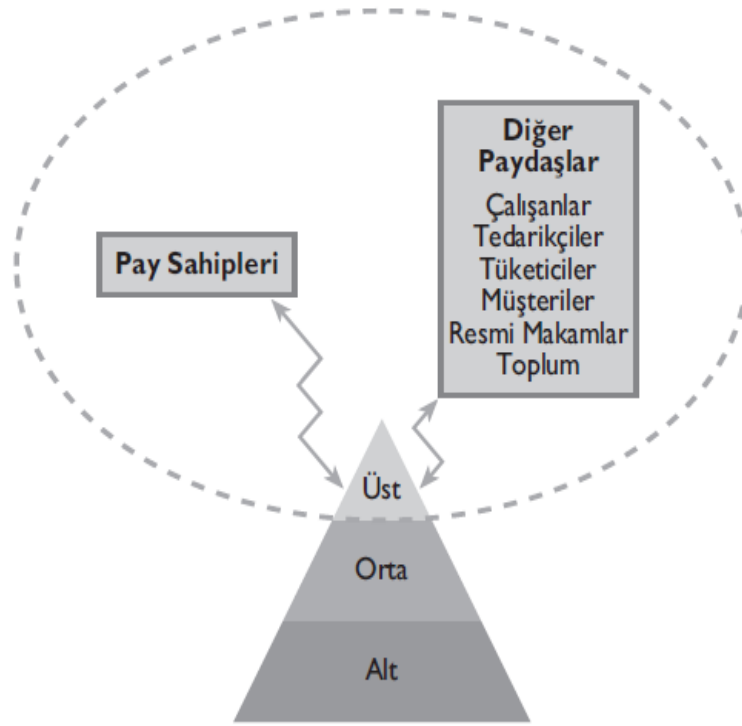 Diğer
Paydaşlar
Çalışanlar
Tedarikçiler
Tüketiciler
Müşteriler
Resmi Makamlar
Toplum
Pay Sahipleri
Üst
Orta
Alt